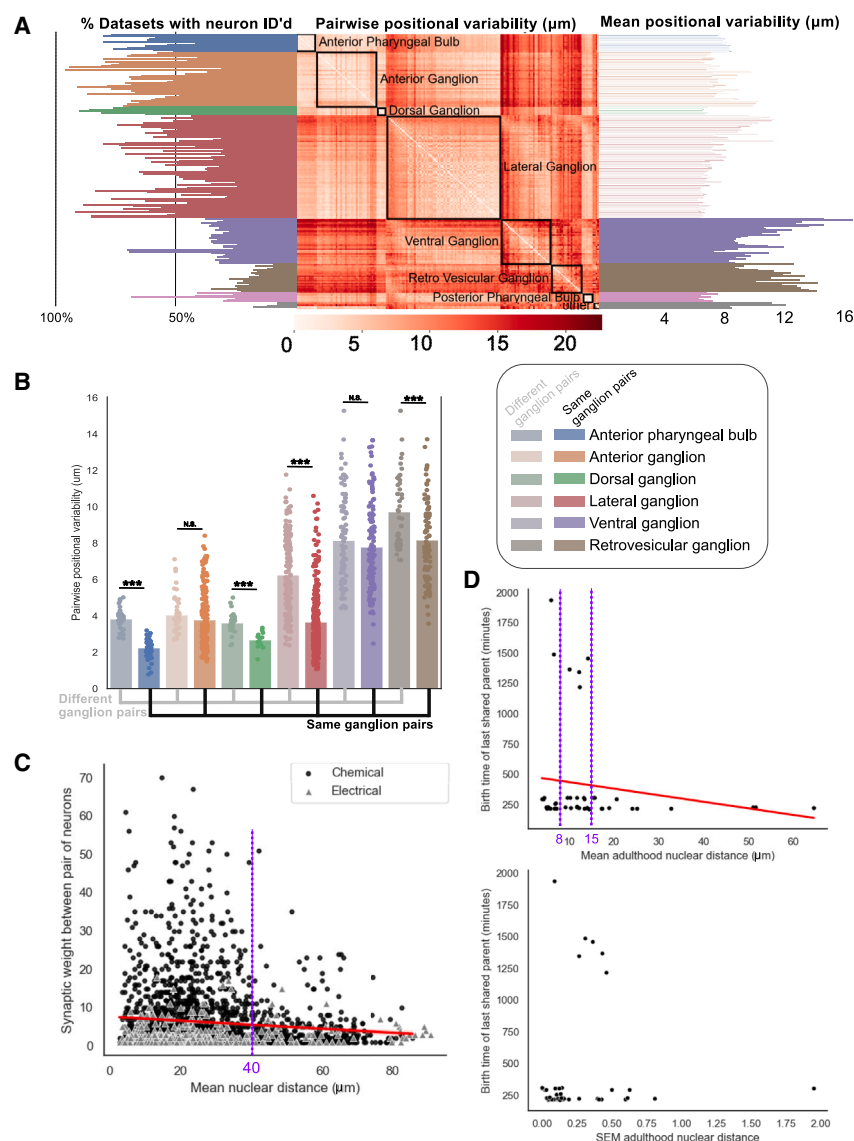 A
% Datasets with neuron ID'd
Pairwise positional variability (µm)
Mean positional variability (µm)
Anterior Pharyngeal Bulb
Anterior Ganglion
Dorsal Ganglion
Lateral Ganglion
Ventral Ganglion
Retro Vesicular Ganglion
Posterior Pharyngeal Bulb
100% 50%
4 8 12 16
0 5 10 15 20
B
Pairwise positional variability (um)
16
14
12
10
8
6
4
2
0
*** N.S. *** *** N.S. ***
Different
ganglion pairs
Same ganglion pairs
Different
ganglion pairs
Same
ganglion pairs
Anterior pharyngeal bulb
Anterior ganglion
Dorsal ganglion
Lateral ganglion
Ventral ganglion
Retrovesicular ganglion
C
Synaptic weight between pair of neurons
70
60
50
40
30
20
10
0
Chemical
Electrical
0 20 40 60 80
40
Mean nuclear distance (µm)
D
Birth time of last shared parent (minutes)
2000
1750
1500
1250
1000
750
500
250
10 20 30 40 50 60
8 15
Mean adulthood nuclear distance (µm)
Birth time of last shared parent (minutes)
2000
1750
1500
1250
1000
750
500
250
0.00 0.25 0.50 0.75 1.00 1.25 1.50 1.75 2.00
SEM adulthood nuclear distance